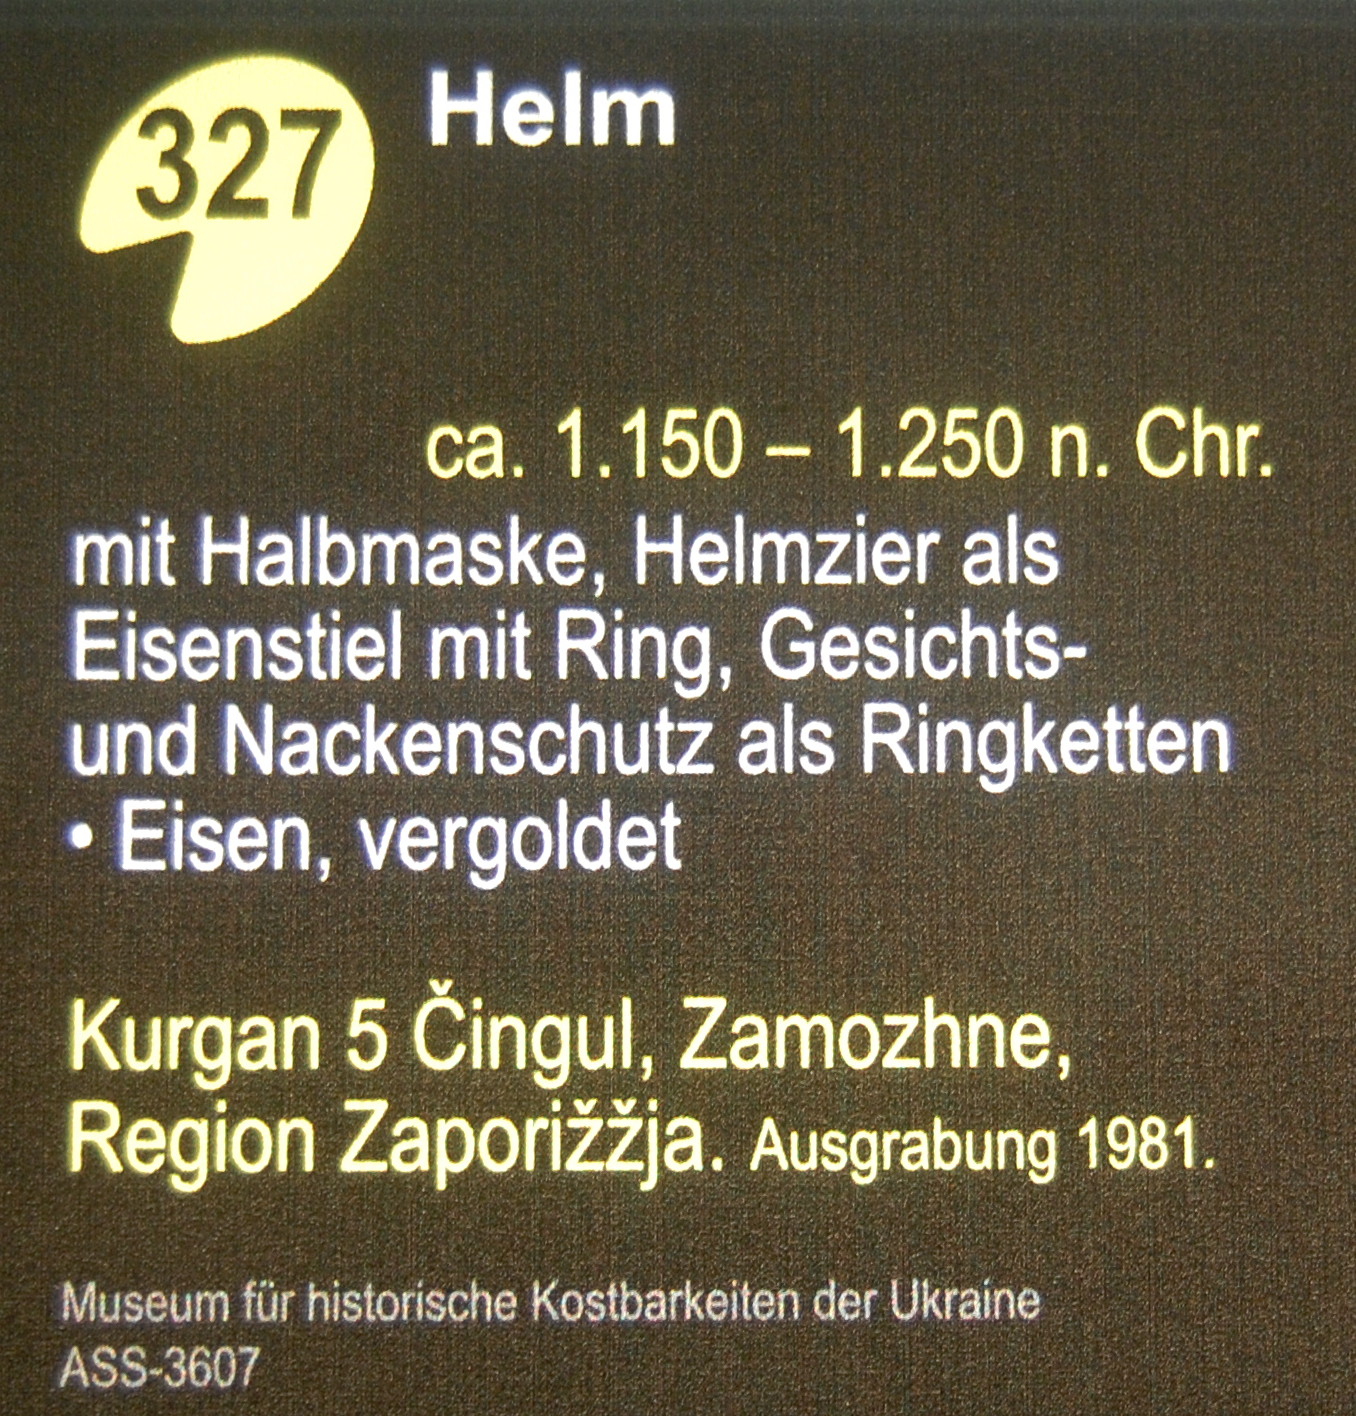 327
Helm
ca. 1.150 – 1.250 n. Chr.
mit Halbmaske, Helmzier als
Eisenstiel mit Ring, Gesichts-
und Nackenschutz als Ringketten
• Eisen, vergoldet
Kurgan 5 Čingul, Zamozhne,
Region Zaporižžja. Ausgrabung 1981.
Museum für historische Kostbarkeiten der Ukraine
ASS-3607